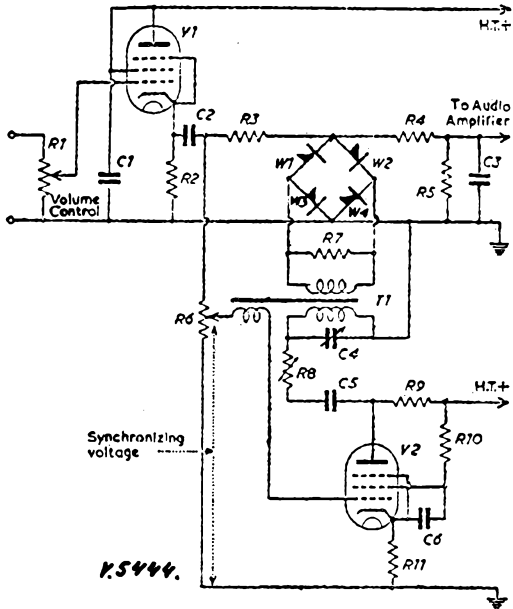 V1
H.T.+
C2
R3
R4
To Audio
Amplifier
R1
W1
W2
C1
R2
R5
C3
Volume
Control
W3
W4
R7
T1
R6
C4
R8
C5
R9
H.T.+
Synchronizing
voltage
V2
R10
C6
R11
V.5444.